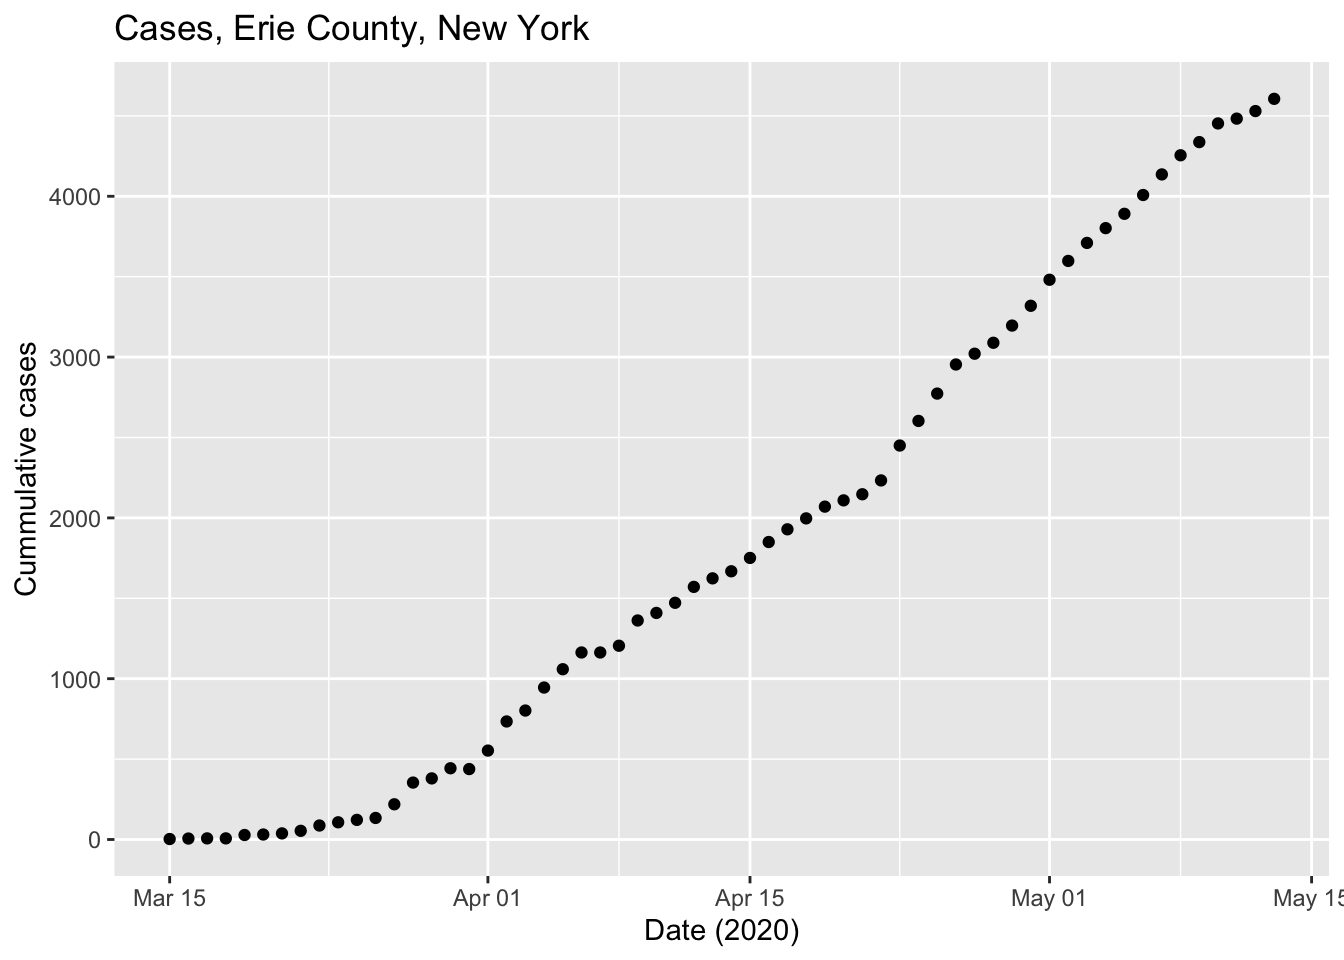 Cases, Erie County, New York
Cummulative cases
4000
3000
2000
1000
0
Mar 15 Apr 01 Apr 15 May 01 May 15
Date (2020)